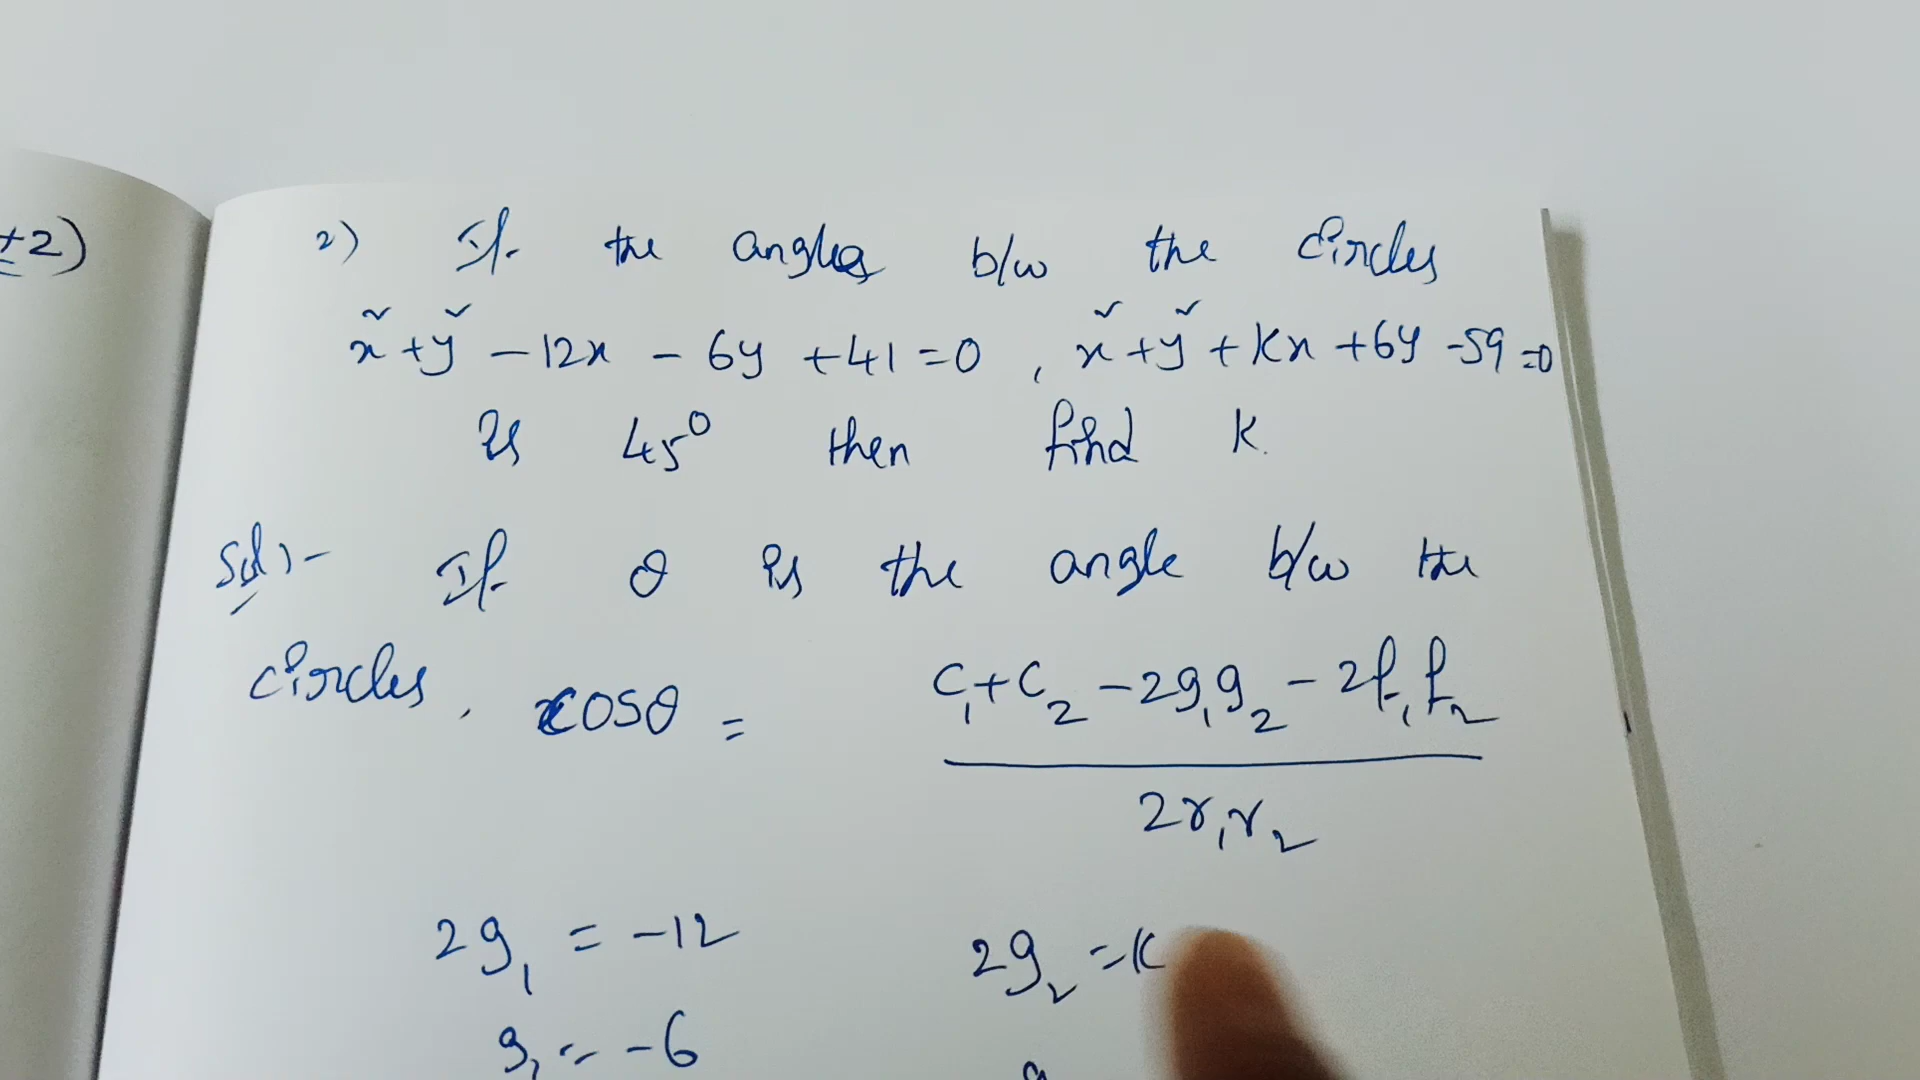 ±2)
2) If the angles b/w the circles
x²+y² -12x - 6y +41=0 , x²+y² +kx +6y -59=0
is 45⁰ then find k.
Sol:- If θ is the angle b/w the
circles, cosθ = (c₁+c₂ -2g₁g₂ -2f₁f₂) / 2r₁r₂
2g₁ = -12 2g₂ =k
g₁ = -6